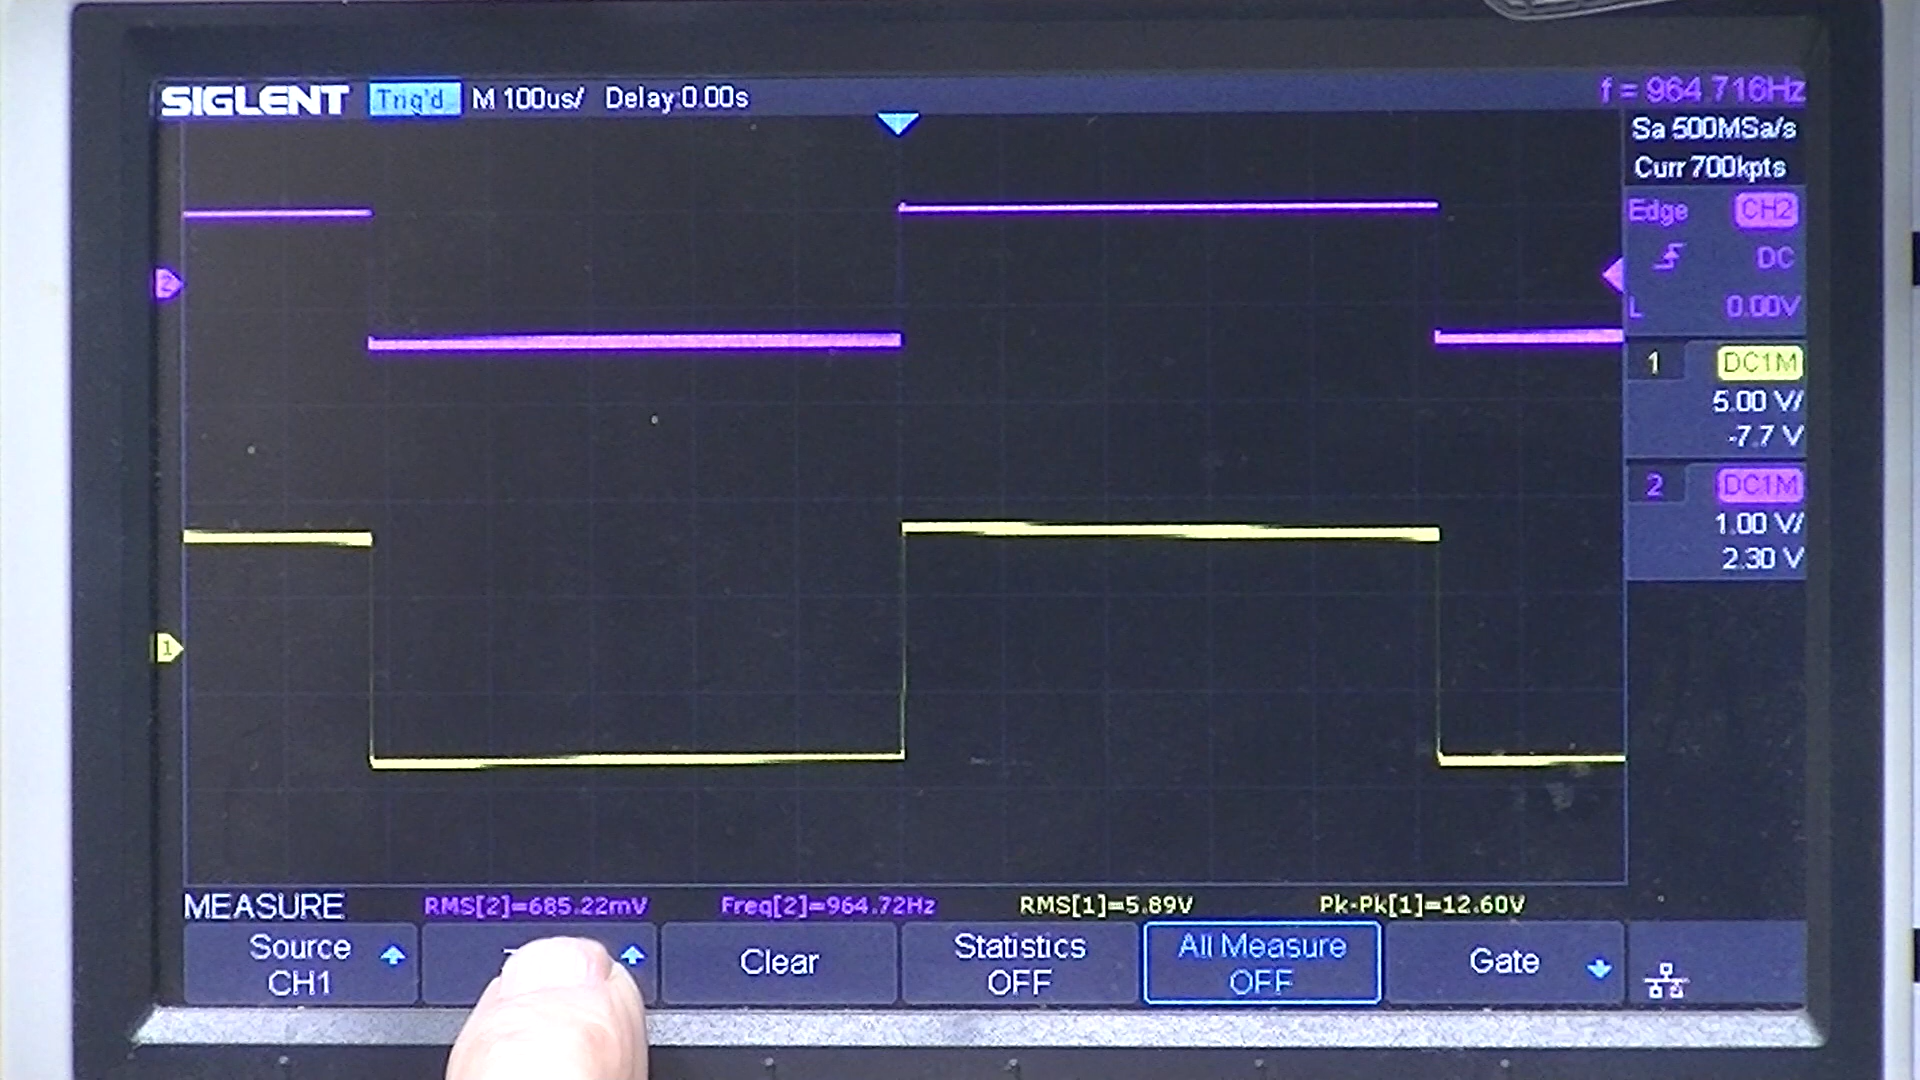 SIGLENT Trig'd M 100us/ Delay:0.00s f = 964.716Hz
Sa 500MSa/s
Curr 700kpts
Edge CH2
DC
L 0.00V
2
1 DC1M
5.00 V/
-7.7 V
2 DC1M
1.00 V/
2.30 V
1
MEASURE RMS[2]=685.22mV Freq[2]=964.72Hz RMS[1]=5.89V Pk-Pk[1]=12.60V
Source
CH1
Clear
Statistics
OFF
All Measure
OFF
Gate